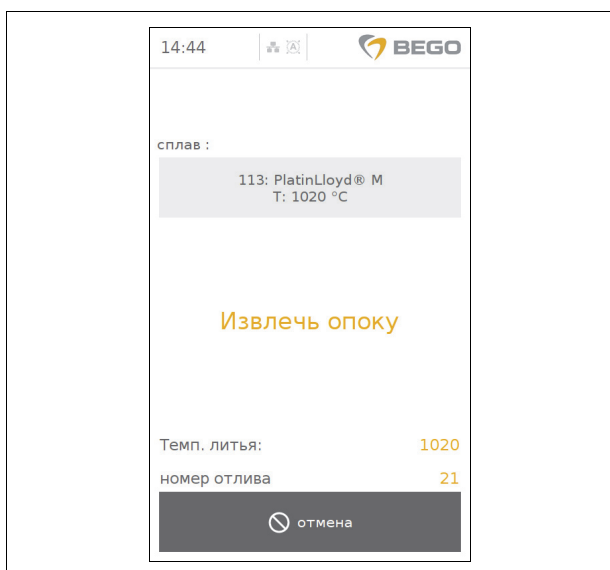 14:44
BEGO
сплав :
113: PlatinLloyd® M
T: 1020 °C
Извлечь опоку
Темп. литья: 1020
номер отлива 21
отмена